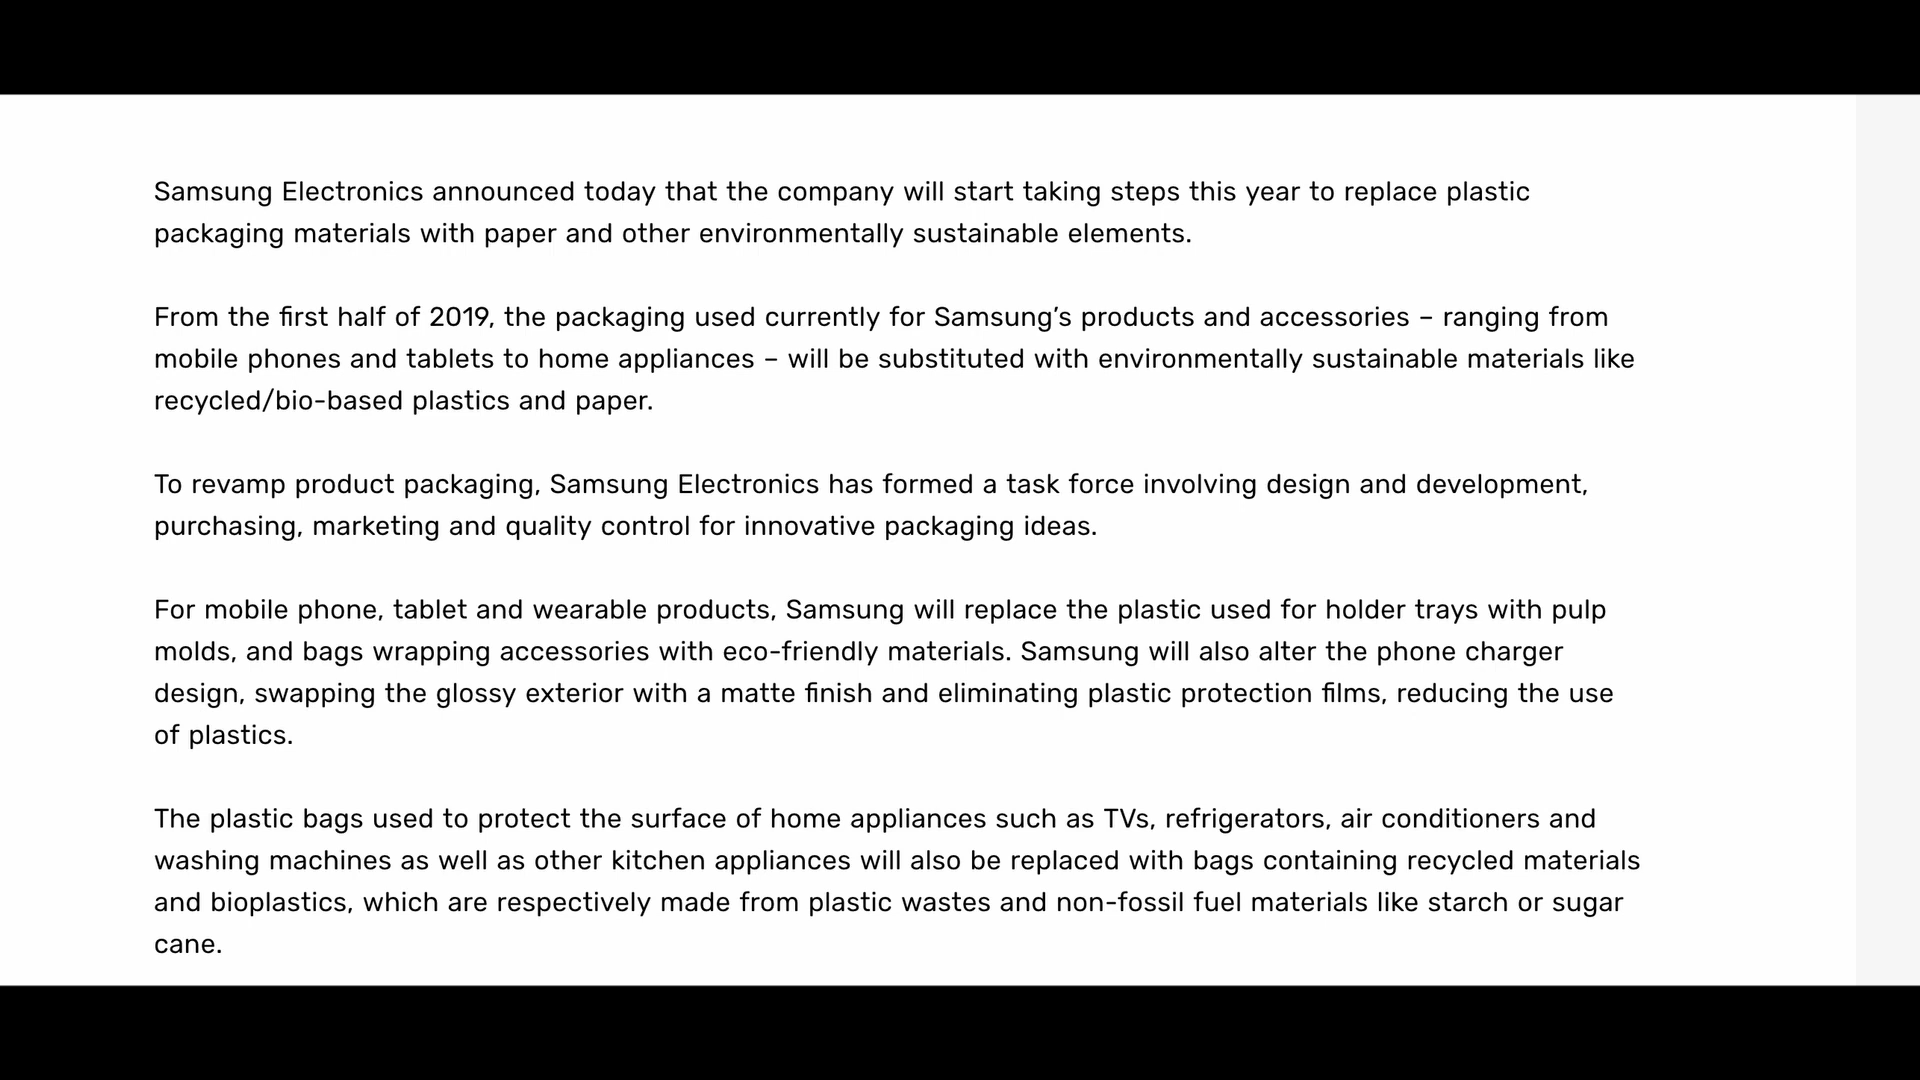 Samsung Electronics announced today that the company will start taking steps this year to replace plastic
packaging materials with paper and other environmentally sustainable elements.
From the first half of 2019, the packaging used currently for Samsung’s products and accessories – ranging from
mobile phones and tablets to home appliances – will be substituted with environmentally sustainable materials like
recycled/bio-based plastics and paper.
To revamp product packaging, Samsung Electronics has formed a task force involving design and development,
purchasing, marketing and quality control for innovative packaging ideas.
For mobile phone, tablet and wearable products, Samsung will replace the plastic used for holder trays with pulp
molds, and bags wrapping accessories with eco-friendly materials. Samsung will also alter the phone charger
design, swapping the glossy exterior with a matte finish and eliminating plastic protection films, reducing the use
of plastics.
The plastic bags used to protect the surface of home appliances such as TVs, refrigerators, air conditioners and
washing machines as well as other kitchen appliances will also be replaced with bags containing recycled materials
and bioplastics, which are respectively made from plastic wastes and non-fossil fuel materials like starch or sugar
cane.